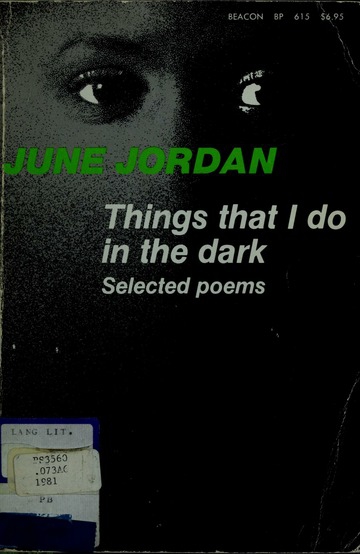 BEACON BP 615 $6.95
JUNE JORDAN
Things that I do
in the dark
Selected poems
LANG LIT.
PS3560
.O73A6
1981
PB